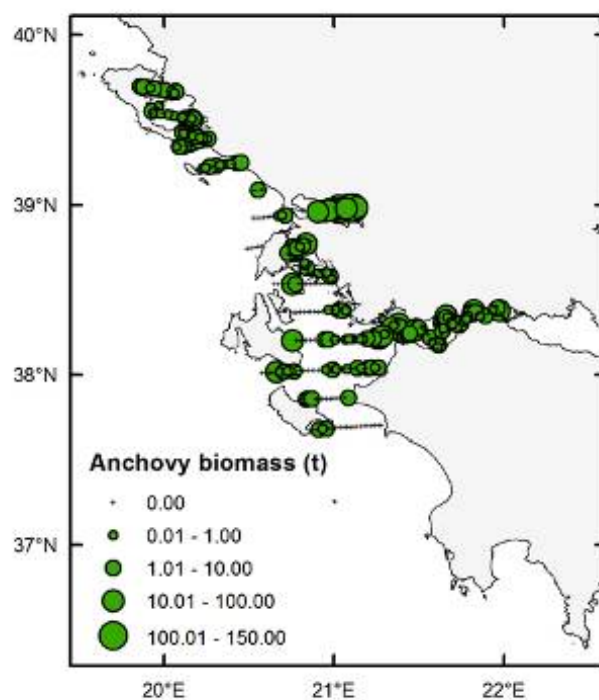 40°N
39°N
38°N
37°N
Anchovy biomass (t)
0.00
0.01 - 1.00
1.01 - 10.00
10.01 - 100.00
100.01 - 150.00
20°E 21°E 22°E